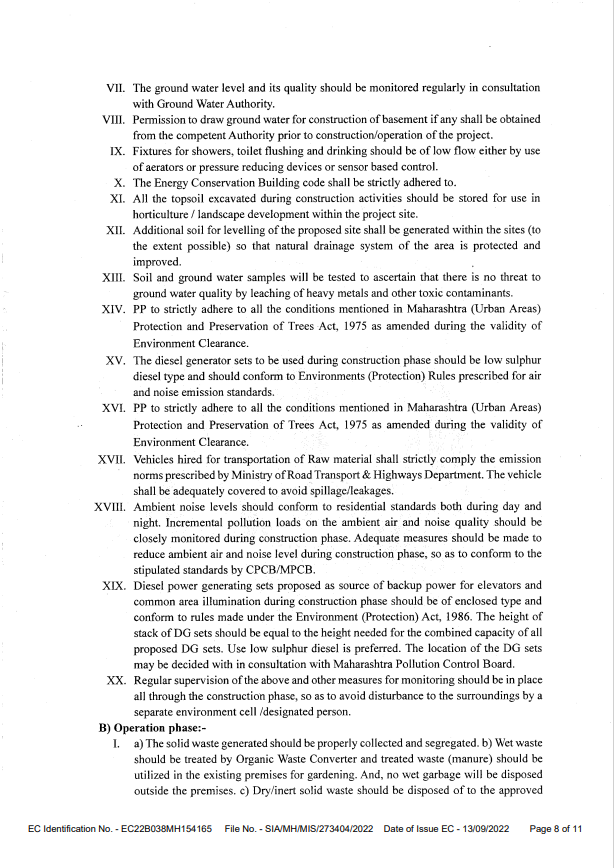 VII. The ground water level and its quality should be monitored regularly in consultation
with Ground Water Authority.
VIII. Permission to draw ground water for construction of basement if any shall be obtained
from the competent Authority prior to construction/operation of the project.
IX. Fixtures for showers, toilet flushing and drinking should be of low flow either by use
of aerators or pressure reducing devices or sensor based control.
X. The Energy Conservation Building code shall be strictly adhered to.
XI. All the topsoil excavated during construction activities should be stored for use in
horticulture / landscape development within the project site.
XII. Additional soil for levelling of the proposed site shall be generated within the sites (to
the extent possible) so that natural drainage system of the area is protected and
improved.
XIII. Soil and ground water samples will be tested to ascertain that there is no threat to
ground water quality by leaching of heavy metals and other toxic contaminants.
XIV. PP to strictly adhere to all the conditions mentioned in Maharashtra (Urban Areas)
Protection and Preservation of Trees Act, 1975 as amended during the validity of
Environment Clearance.
XV. The diesel generator sets to be used during construction phase should be low sulphur
diesel type and should conform to Environments (Protection) Rules prescribed for air
and noise emission standards.
XVI. PP to strictly adhere to all the conditions mentioned in Maharashtra (Urban Areas)
Protection and Preservation of Trees Act, 1975 as amended during the validity of
Environment Clearance.
XVII. Vehicles hired for transportation of Raw material shall strictly comply the emission
norms prescribed by Ministry of Road Transport & Highways Department. The vehicle
shall be adequately covered to avoid spillage/leakages.
XVIII. Ambient noise levels should conform to residential standards both during day and
night. Incremental pollution loads on the ambient air and noise quality should be
closely monitored during construction phase. Adequate measures should be made to
reduce ambient air and noise level during construction phase, so as to conform to the
stipulated standards by CPCB/MPCB.
XIX. Diesel power generating sets proposed as source of backup power for elevators and
common area illumination during construction phase should be of enclosed type and
conform to rules made under the Environment (Protection) Act, 1986. The height of
stack of DG sets should be equal to the height needed for the combined capacity of all
proposed DG sets. Use low sulphur diesel is preferred. The location of the DG sets
may be decided with in consultation with Maharashtra Pollution Control Board.
XX. Regular supervision of the above and other measures for monitoring should be in place
all through the construction phase, so as to avoid disturbance to the surroundings by a
separate environment cell /designated person.
B) Operation phase:-
I. a) The solid waste generated should be properly collected and segregated. b) Wet waste
should be treated by Organic Waste Converter and treated waste (manure) should be
utilized in the existing premises for gardening. And, no wet garbage will be disposed
outside the premises. c) Dry/inert solid waste should be disposed of to the approved
EC Identification No. - EC22B038MH154165 File No. - SIA/MH/MIS/273404/2022 Date of Issue EC - 13/09/2022 Page 8 of 11